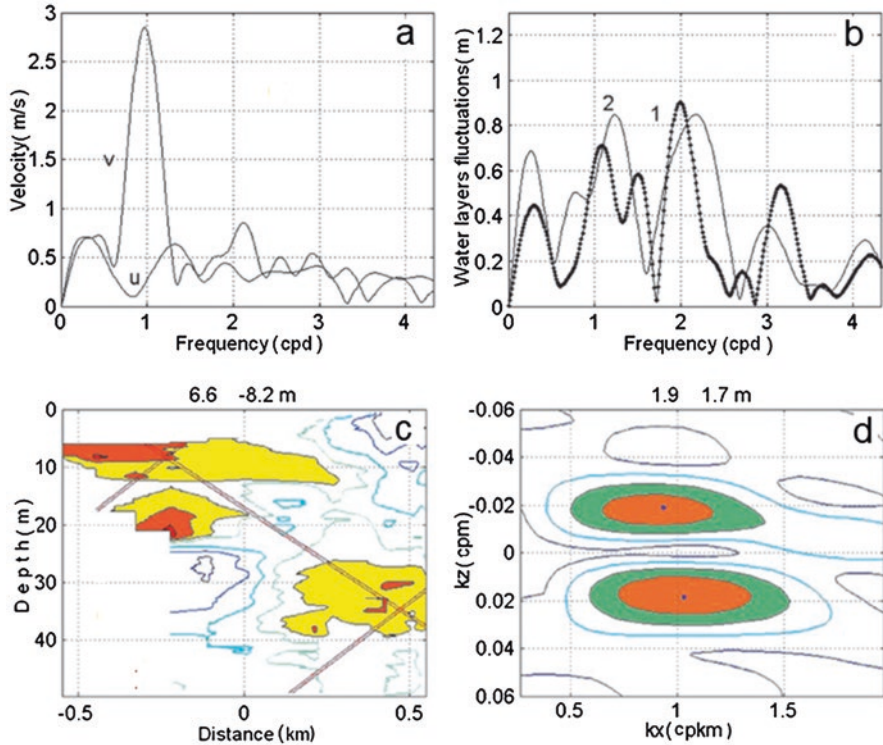 a
Velocity( m/s)
3
2.5
2
1.5
1
0.5
0
v
u
0 1 2 3 4
Frequency ( cpd )
b
Water layers fluctuations( m )
1.2
1
0.8
0.6
0.4
0.2
0
2
1
0 1 2 3 4
Frequency (cpd )
6.6 -8.2 m
c
Depth( m )
0
10
20
30
40
-0.5 0 0.5
Distance (km)
1.9 1.7 m
d
kz( cpm)
-0.06
-0.04
-0.02
0
0.02
0.04
0.06
0.5 1 1.5
kx ( cpkm )